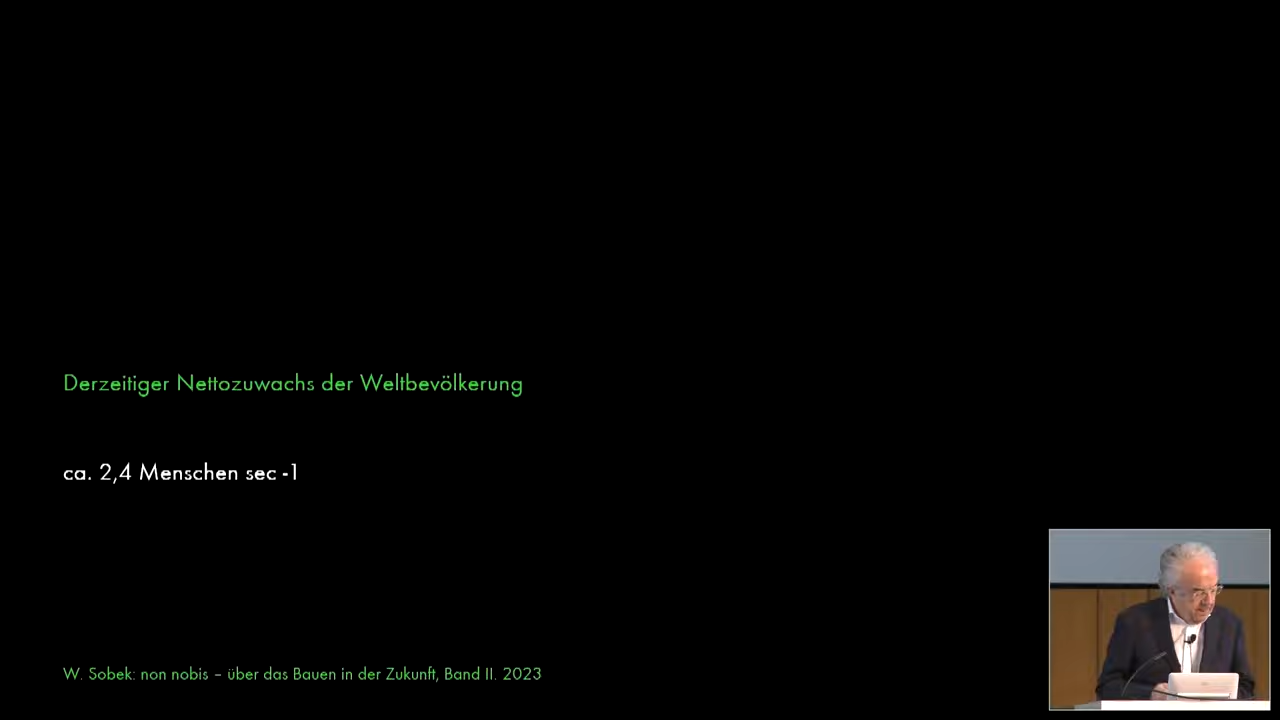 Derzeitiger Nettozuwachs der Weltbevölkerung
ca. 2,4 Menschen sec -1
W. Sobek: non nobis – über das Bauen in der Zukunft, Band II. 2023